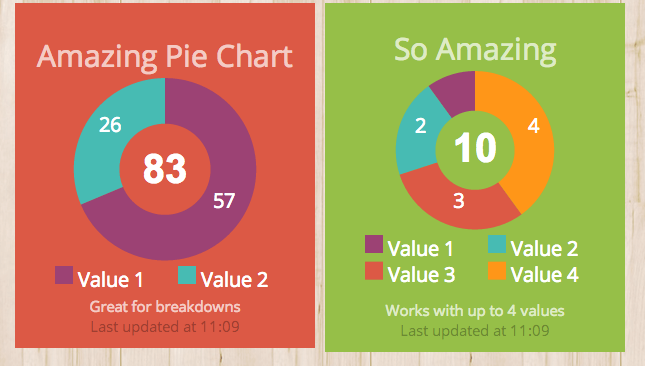 Amazing Pie Chart
26
83
57
Value 1 Value 2
Great for breakdowns
Last updated at 11:09
So Amazing
2
10
4
3
Value 1 Value 2
Value 3 Value 4
Works with up to 4 values
Last updated at 11:09